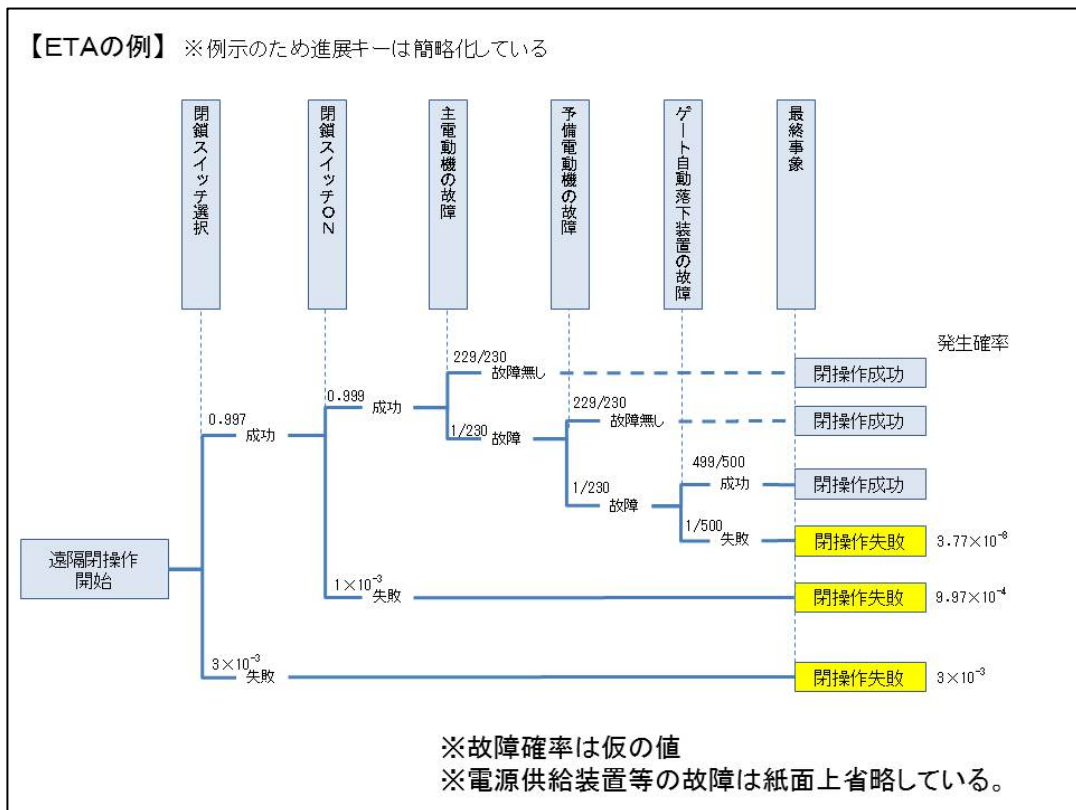 【ETAの例】 ※例示のため進展キーは簡略化している
閉鎖スイッチ選択
閉鎖スイッチON
主電動機の故障
予備電動機の故障
ゲート自動落下装置の故障
最終事象
発生確率
229/230
故障無し
閉操作成功
0.999
成功
229/230
故障無し
閉操作成功
0.997
成功
1/230
故障
499/500
成功
閉操作成功
1/230
故障
1/500
失敗
閉操作失敗
3.77×10⁻⁸
遠隔閉操作
開始
1×10⁻³
失敗
閉操作失敗
9.97×10⁻⁴
3×10⁻³
失敗
閉操作失敗
3×10⁻³
※故障確率は仮の値
※電源供給装置等の故障は紙面上省略している。